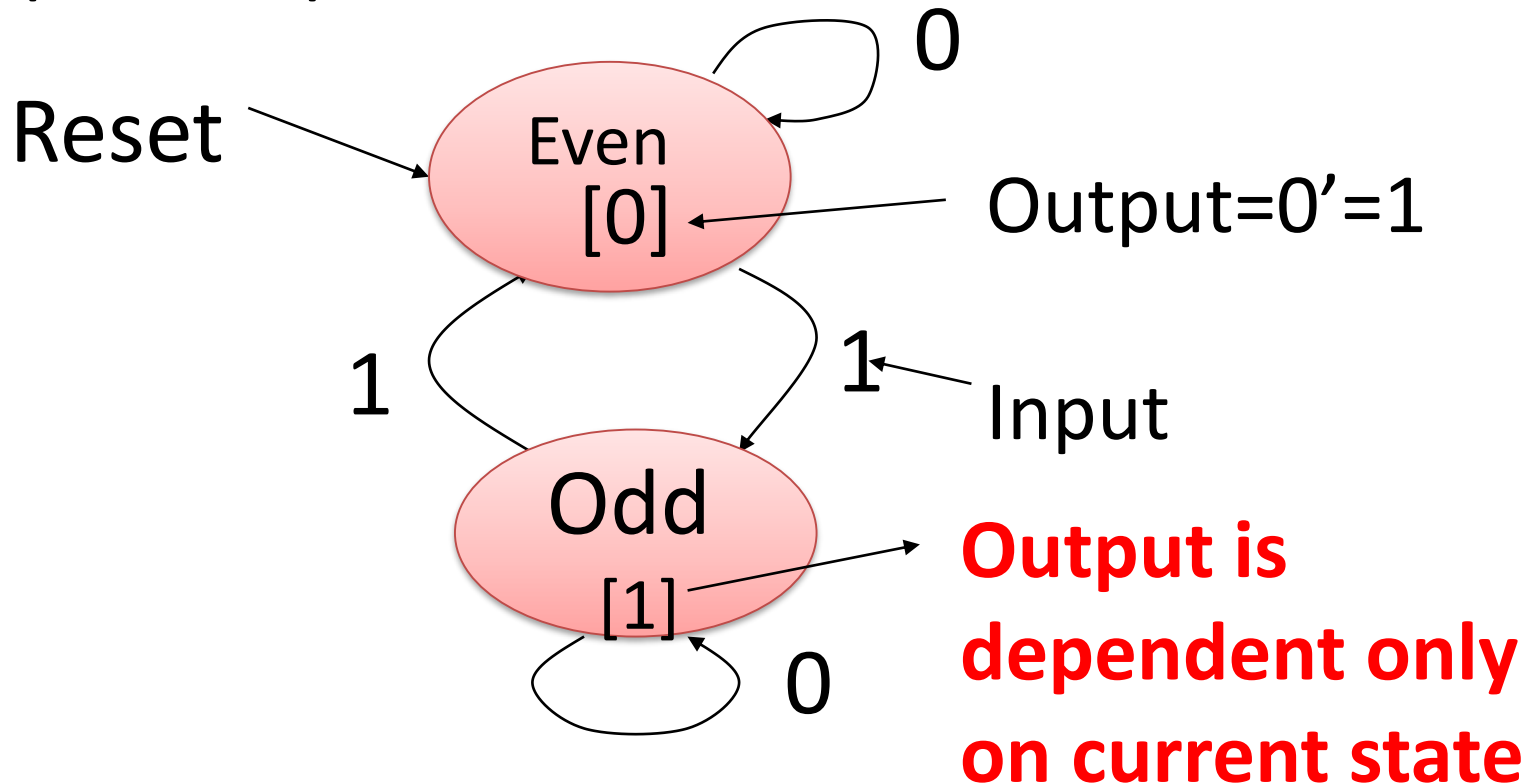 0
Reset
Even
[0]
Output=0’=1
1
1
Input
Odd
[1]
Output is
dependent only
on current state
0